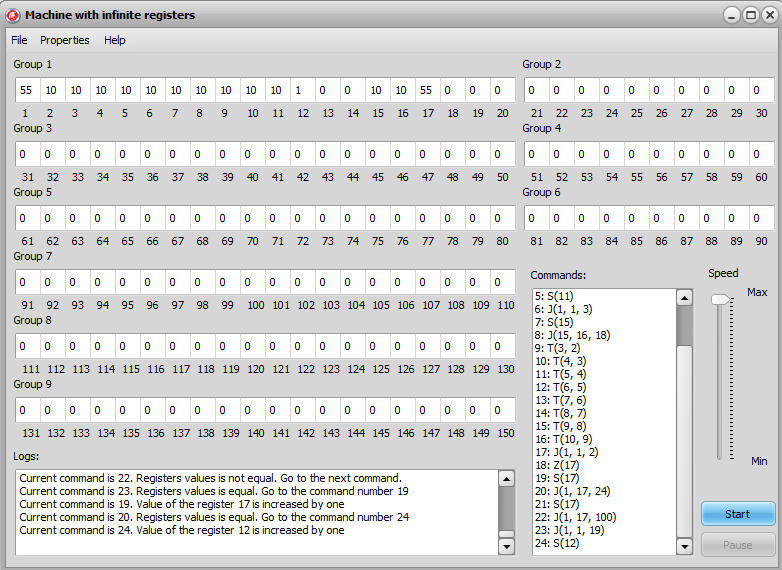 Machine with infinite registers
File Properties Help
Group 1 Group 2
55 10 10 10 10 10 10 10 10 10 10 1 0 0 10 10 55 0 0 0 0 0 0 0 0 0 0 0 0 0
1 2 3 4 5 6 7 8 9 10 11 12 13 14 15 16 17 18 19 20 21 22 23 24 25 26 27 28 29 30
Group 3 Group 4
0 0 0 0 0 0 0 0 0 0 0 0 0 0 0 0 0 0 0 0 0 0 0 0 0 0 0 0 0 0
31 32 33 34 35 36 37 38 39 40 41 42 43 44 45 46 47 48 49 50 51 52 53 54 55 56 57 58 59 60
Group 5 Group 6
0 0 0 0 0 0 0 0 0 0 0 0 0 0 0 0 0 0 0 0 0 0 0 0 0 0 0 0 0 0
61 62 63 64 65 66 67 68 69 70 71 72 73 74 75 76 77 78 79 80 81 82 83 84 85 86 87 88 89 90
Group 7
0 0 0 0 0 0 0 0 0 0 0 0 0 0 0 0 0 0 0 0
91 92 93 94 95 96 97 98 99 100 101 102 103 104 105 106 107 108 109 110
Group 8
0 0 0 0 0 0 0 0 0 0 0 0 0 0 0 0 0 0 0 0
111 112 113 114 115 116 117 118 119 120 121 122 123 124 125 126 127 128 129 130
Group 9
0 0 0 0 0 0 0 0 0 0 0 0 0 0 0 0 0 0 0 0
131 132 133 134 135 136 137 138 139 140 141 142 143 144 145 146 147 148 149 150
Logs:
Current command is 22. Registers values is not equal. Go to the next command.
Current command is 23. Registers values is equal. Go to the command number 19
Current command is 19. Value of the register 17 is increased by one
Current command is 20. Registers values is equal. Go to the command number 24
Current command is 24. Value of the register 12 is increased by one
Commands:
5: S(11)
6: J(1, 1, 3)
7: S(15)
8: J(15, 16, 18)
9: T(3, 2)
10: T(4, 3)
11: T(5, 4)
12: T(6, 5)
13: T(7, 6)
14: T(8, 7)
15: T(9, 8)
16: T(10, 9)
17: J(1, 1, 2)
18: Z(17)
19: S(17)
20: J(1, 17, 24)
21: S(17)
22: J(1, 17, 100)
23: J(1, 1, 19)
24: S(12)
Speed
Max
Min
Start
Pause